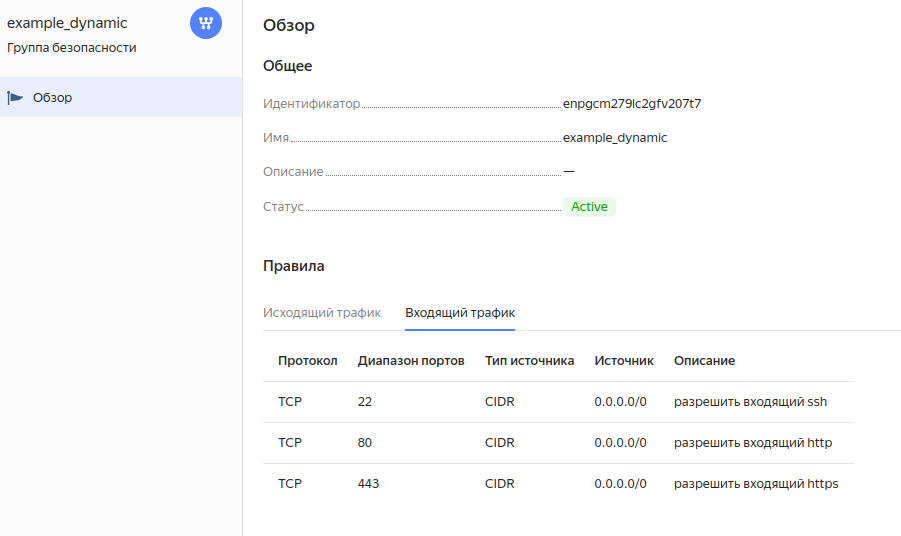 example_dynamic
Группа безопасности
Обзор
Обзор
Общее
Идентификатор enpgcm279lc2gfv207t7
Имя example_dynamic
Описание —
Статус Active
Правила
Исходящий трафик Входящий трафик
Протокол Диапазон портов Тип источника Источник Описание
TCP 22 CIDR 0.0.0.0/0 разрешить входящий ssh
TCP 80 CIDR 0.0.0.0/0 разрешить входящий http
TCP 443 CIDR 0.0.0.0/0 разрешить входящий https